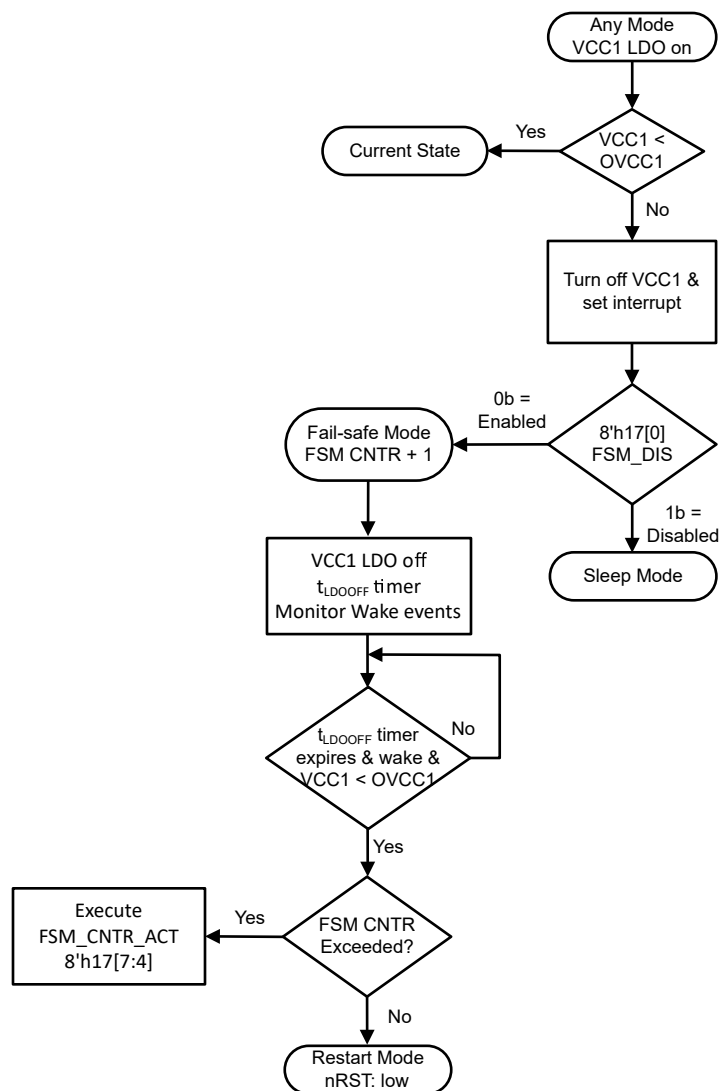 Any Mode
VCC1 LDO on
VCC1 <
OVCC1
Yes
Current State
No
Turn off VCC1 &
set interrupt
8'h17[0]
FSM_DIS
0b =
Enabled
Fail-safe Mode
FSM CNTR + 1
1b =
Disabled
Sleep Mode
VCC1 LDO off
tLDOOFF timer
Monitor Wake events
tLDOOFF timer
expires & wake &
VCC1 < OVCC1
No
Yes
FSM CNTR
Exceeded?
Yes
Execute
FSM_CNTR_ACT
8'h17[7:4]
No
Restart Mode
nRST: low